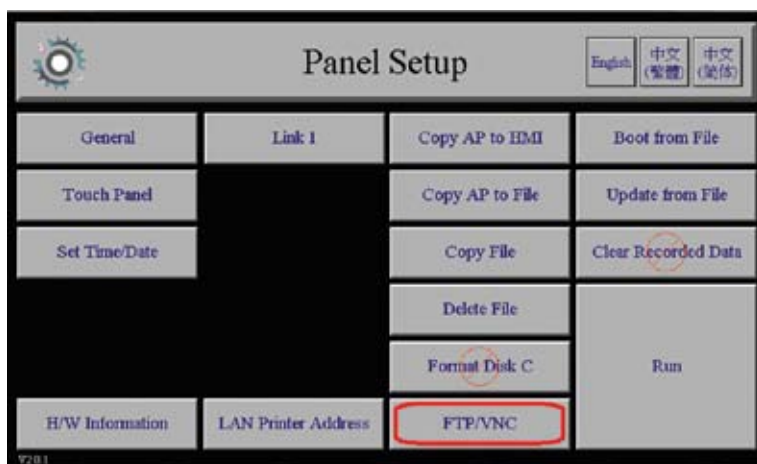 Panel Setup
English
中文
(繁體)
中文
(简体)
General
Link 1
Copy AP to HMI
Boot from File
Touch Panel
Copy AP to File
Update from File
Set Time/Date
Copy File
Clear Recorded Data
Delete File
Format Disk C
Run
H/W Information
LAN Printer Address
FTP/VNC
V20.1